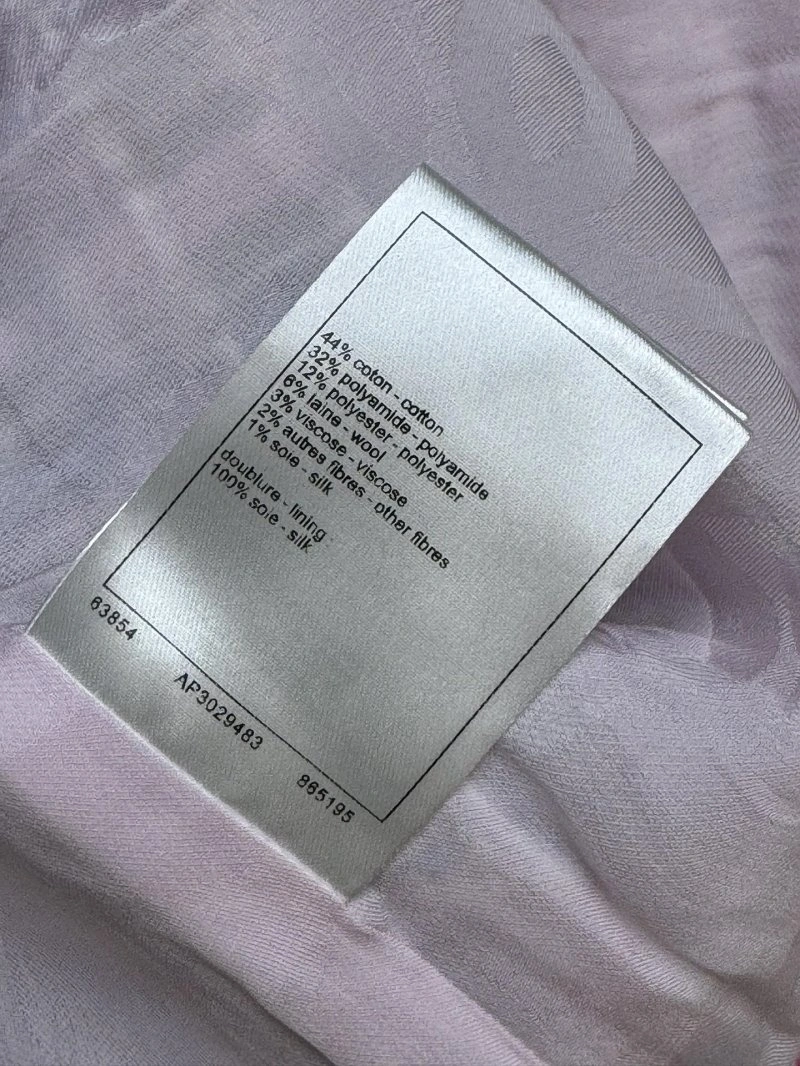 44% coton - cotton
32% polyamide - polyamide
12% polyester - polyester
6% laine - wool
3% viscose - viscose
2% autres fibres - other fibres
1% soie - silk
doublure - lining
100% soie - silk
63854
AP3029483
865195